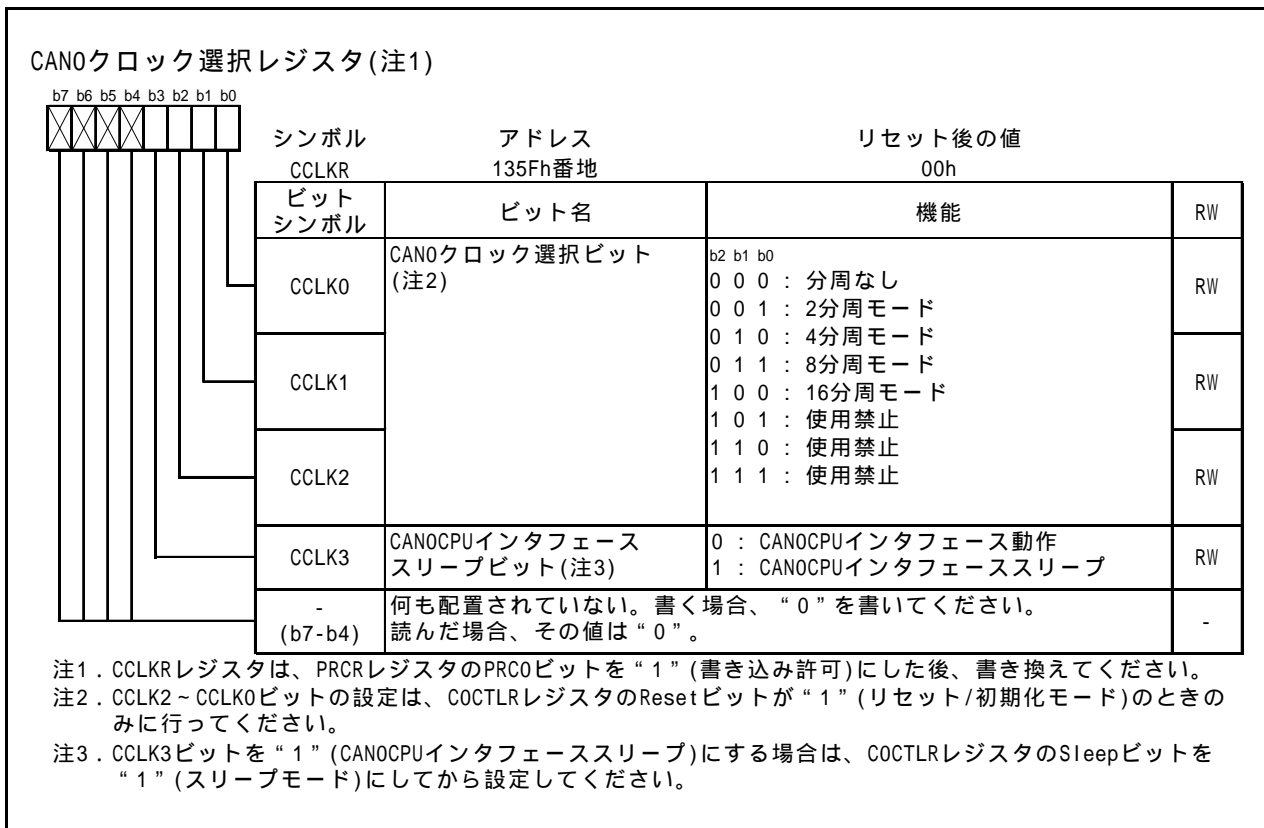 CAN0クロック選択レジスタ(注1)
b7 b6 b5 b4 b3 b2 b1 b0
シンボル アドレス リセット後の値
CCLKR 135Fh番地 00h
ビット
シンボル ビット名 機能 RW
CCLK0 CAN0クロック選択ビット
(注2) b2 b1 b0
0 0 0 : 分周なし
0 0 1 : 2分周モード
0 1 0 : 4分周モード
0 1 1 : 8分周モード
1 0 0 : 16分周モード
1 0 1 : 使用禁止
1 1 0 : 使用禁止
1 1 1 : 使用禁止
RW
CCLK1 RW
CCLK2 RW
CCLK3 CAN0CPUインタフェース
スリープビット(注3) 0 : CAN0CPUインタフェース動作
1 : CAN0CPUインタフェーススリープ RW
-
(b7-b4) 何も配置されていない。書く場合、“0”を書いてください。
読んだ場合、その値は“0”。 -
注1．CCLKRレジスタは、PRCRレジスタのPRC0ビットを“1”(書き込み許可)にした後、書き換えてください。
注2．CCLK2~CCLK0ビットの設定は、C0CTLRレジスタのResetビットが“1”(リセット/初期化モード)のときの
みに行ってください。
注3．CCLK3ビットを“1”(CAN0CPUインタフェーススリープ)にする場合は、C0CTLRレジスタのSleepビットを
“1”(スリープモード)にしてから設定してください。